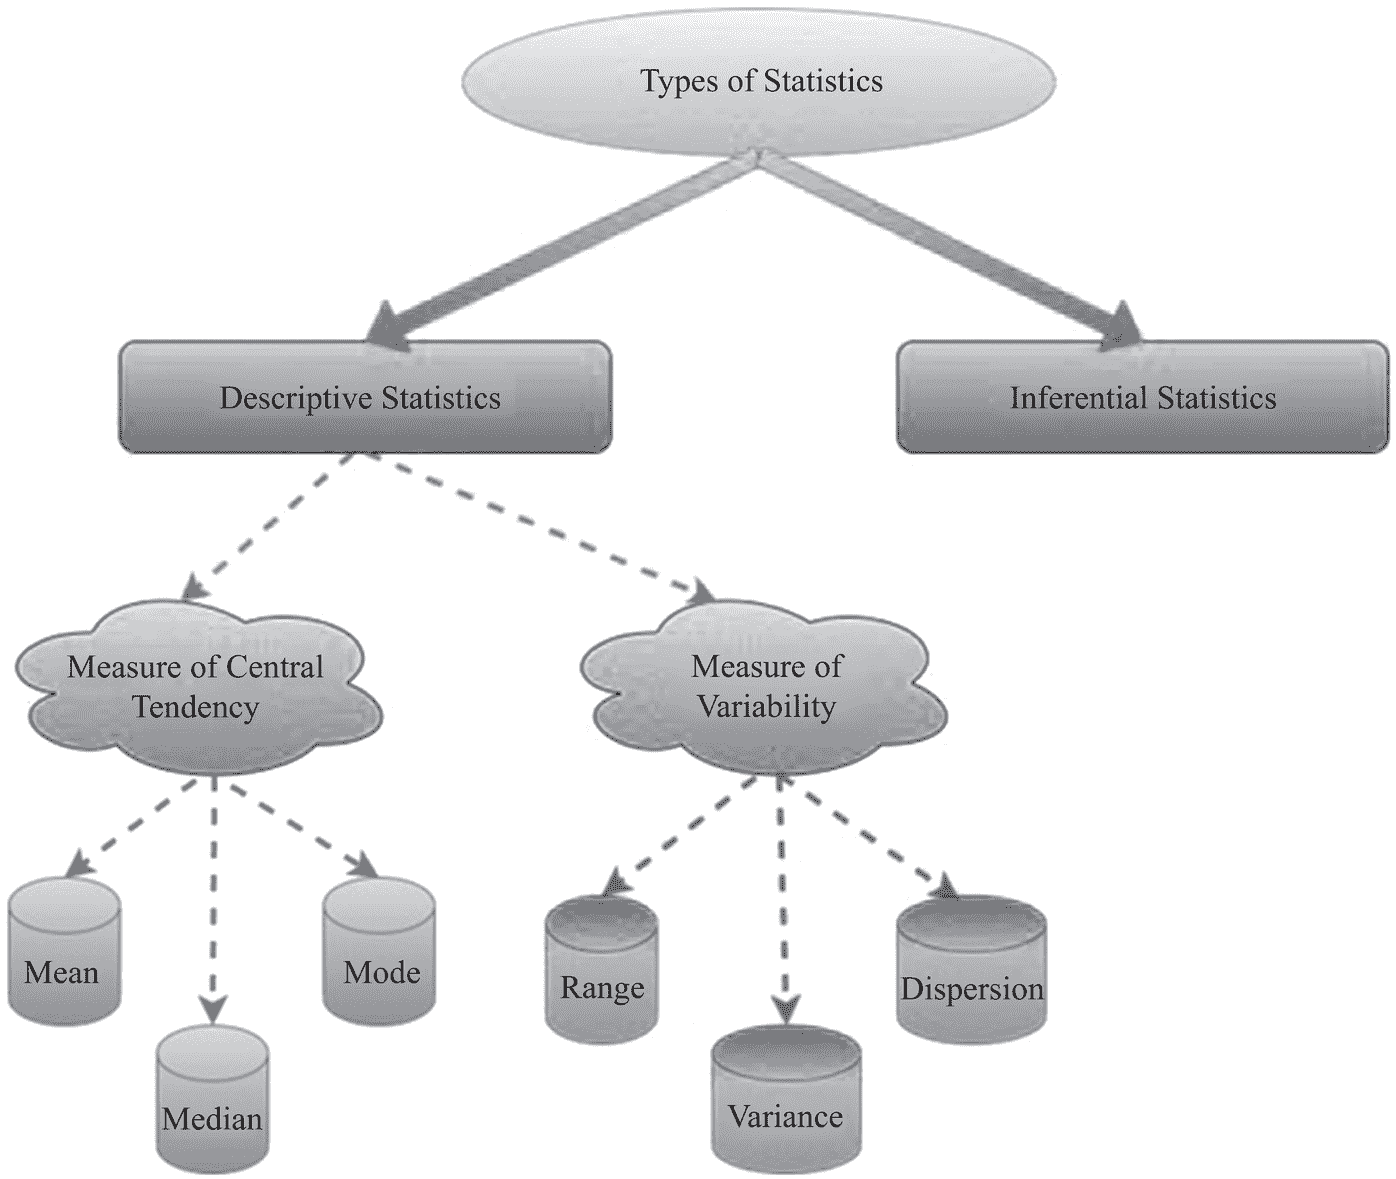 Types of Statistics
Descriptive Statistics
Inferential Statistics
Measure of Central
Tendency
Measure of
Variability
Mean
Mode
Range
Dispersion
Median
Variance